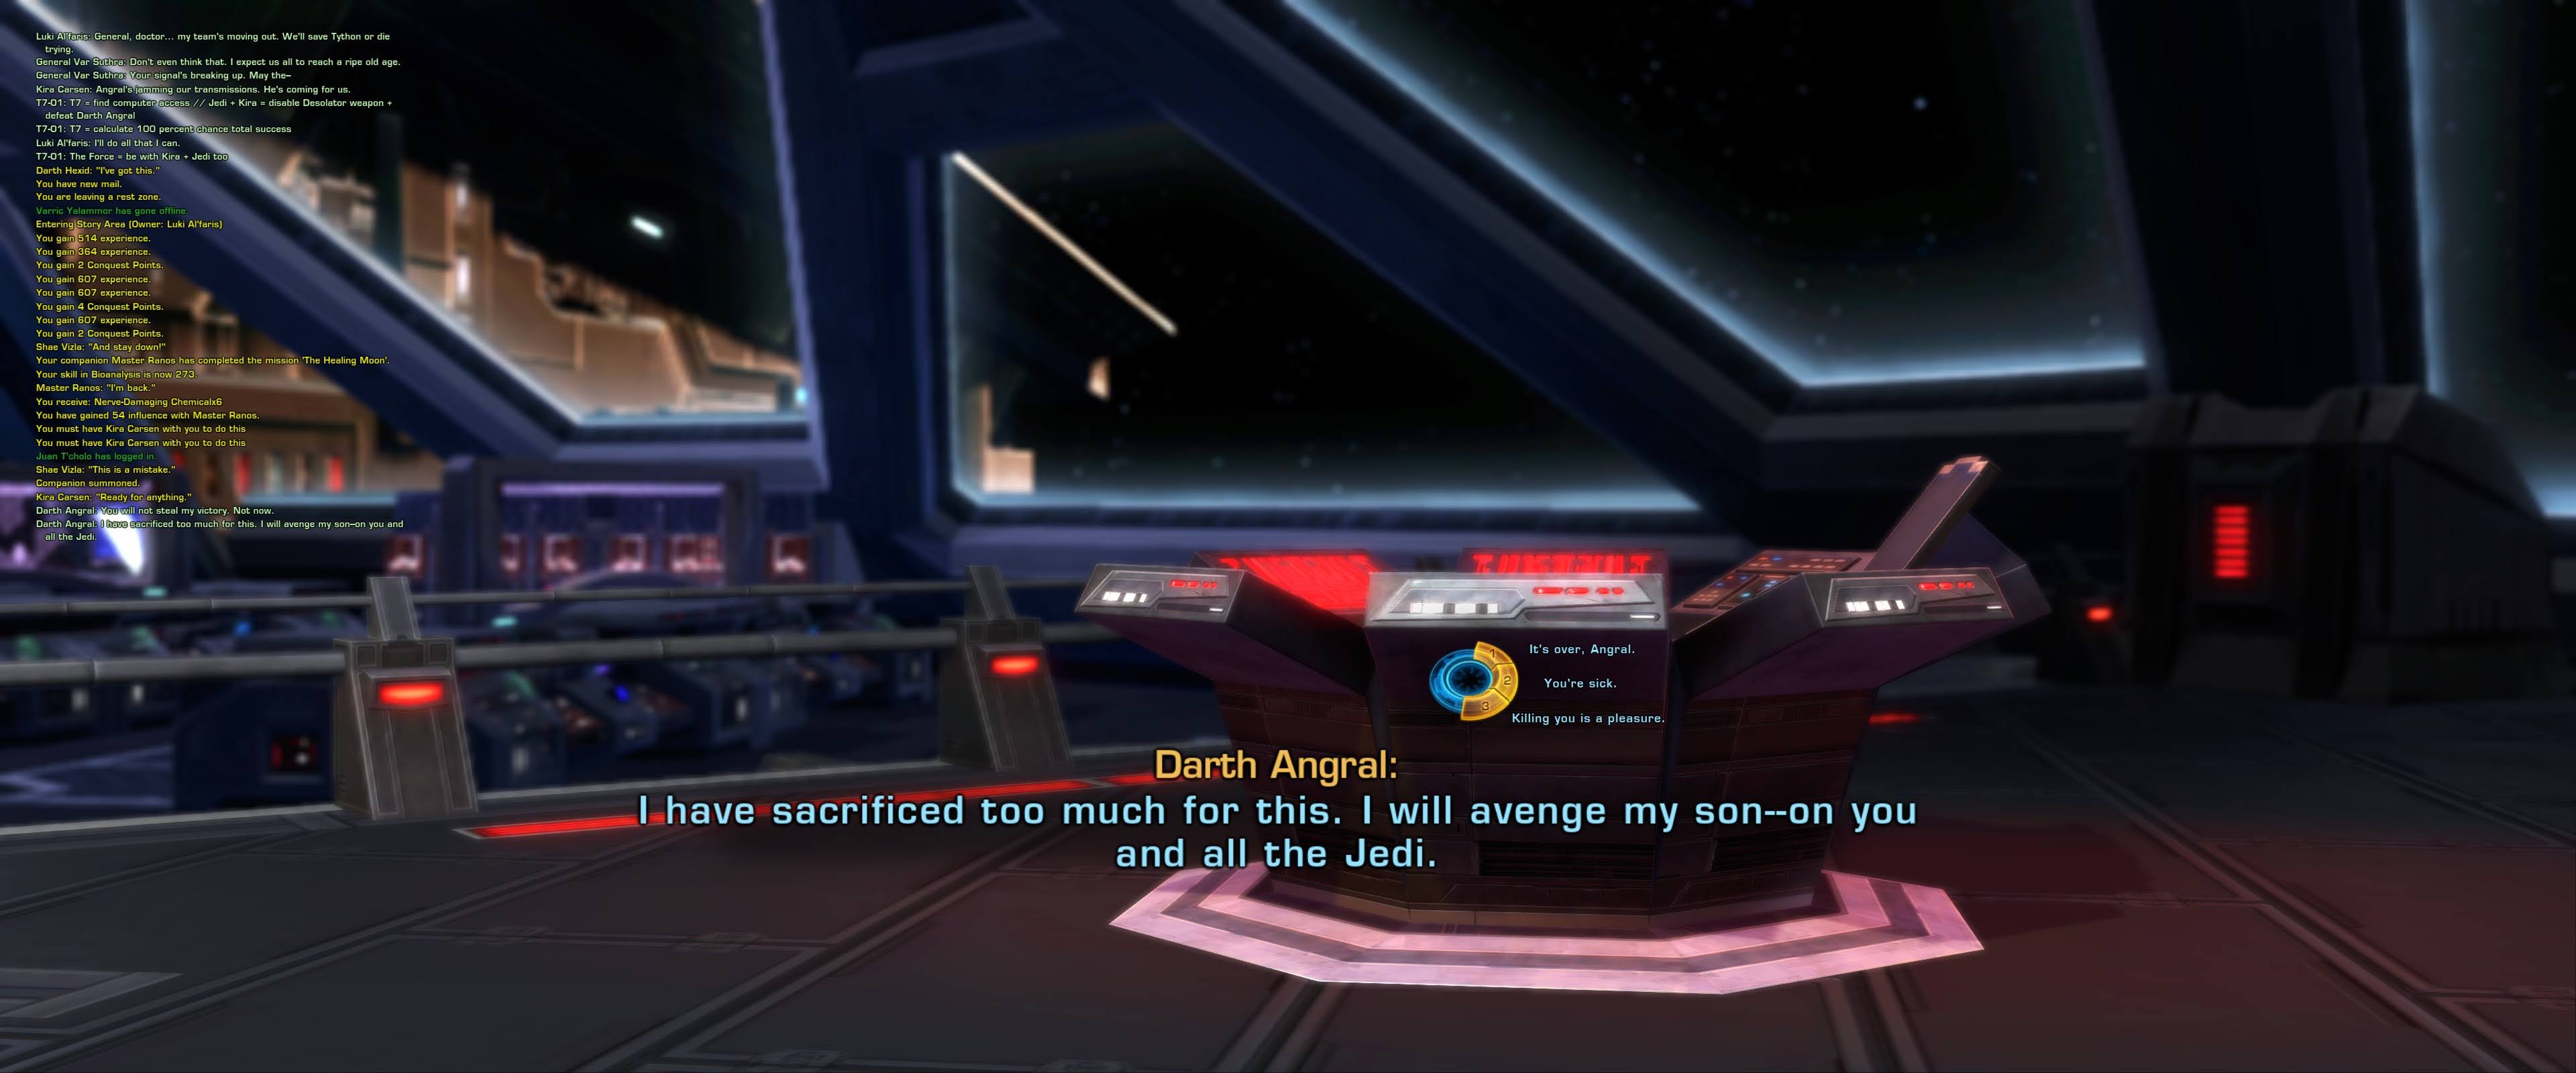 Luki Al'faris: General, doctor... my team's moving out. We'll save Tython or die
trying.
General Var Suthra: Don't even think that. I expect us all to reach a ripe old age.
General Var Suthra: Your signal's breaking up. May the--
Kira Carsen: Angral's jamming our transmissions. He's coming for us.
T7-01: T7 = find computer access // Jedi + Kira = disable Desolator weapon +
defeat Darth Angral
T7-01: T7 = calculate 100 percent chance total success
Luki Al'faris: I'll do all that I can.
T7-01: The Force = be with Kira + Jedi too
Darth Hexid: "I've got this."
You have new mail.
You are leaving a rest zone.
Varric Yalammor has gone offline.
Entering Story Area (Owner: Luki Al'faris)
You gain 514 experience.
You gain 364 experience.
You gain 2 Conquest Points.
You gain 607 experience.
You gain 607 experience.
You gain 4 Conquest Points.
You gain 607 experience.
You gain 2 Conquest Points.
Shae Vizla: "And stay down!"
Your companion Master Ranos has completed the mission 'The Healing Moon'.
Your skill in Bioanalysis is now 273.
Master Ranos: "I'm back."
You receive: Nerve-Damaging Chemicalx6
You have gained 54 influence with Master Ranos.
You must have Kira Carsen with you to do this
You must have Kira Carsen with you to do this
Juan T'cholo has logged in.
Shae Vizla: "This is a mistake."
Companion summoned.
Kira Carsen: "Ready for anything."
Darth Angral: You will not steal my victory. Not now.
Darth Angral: I have sacrificed too much for this. I will avenge my son--on you and
all the Jedi.
1 It's over, Angral.
2 You're sick.
3 Killing you is a pleasure.
Darth Angral:
I have sacrificed too much for this. I will avenge my son--on you
and all the Jedi.